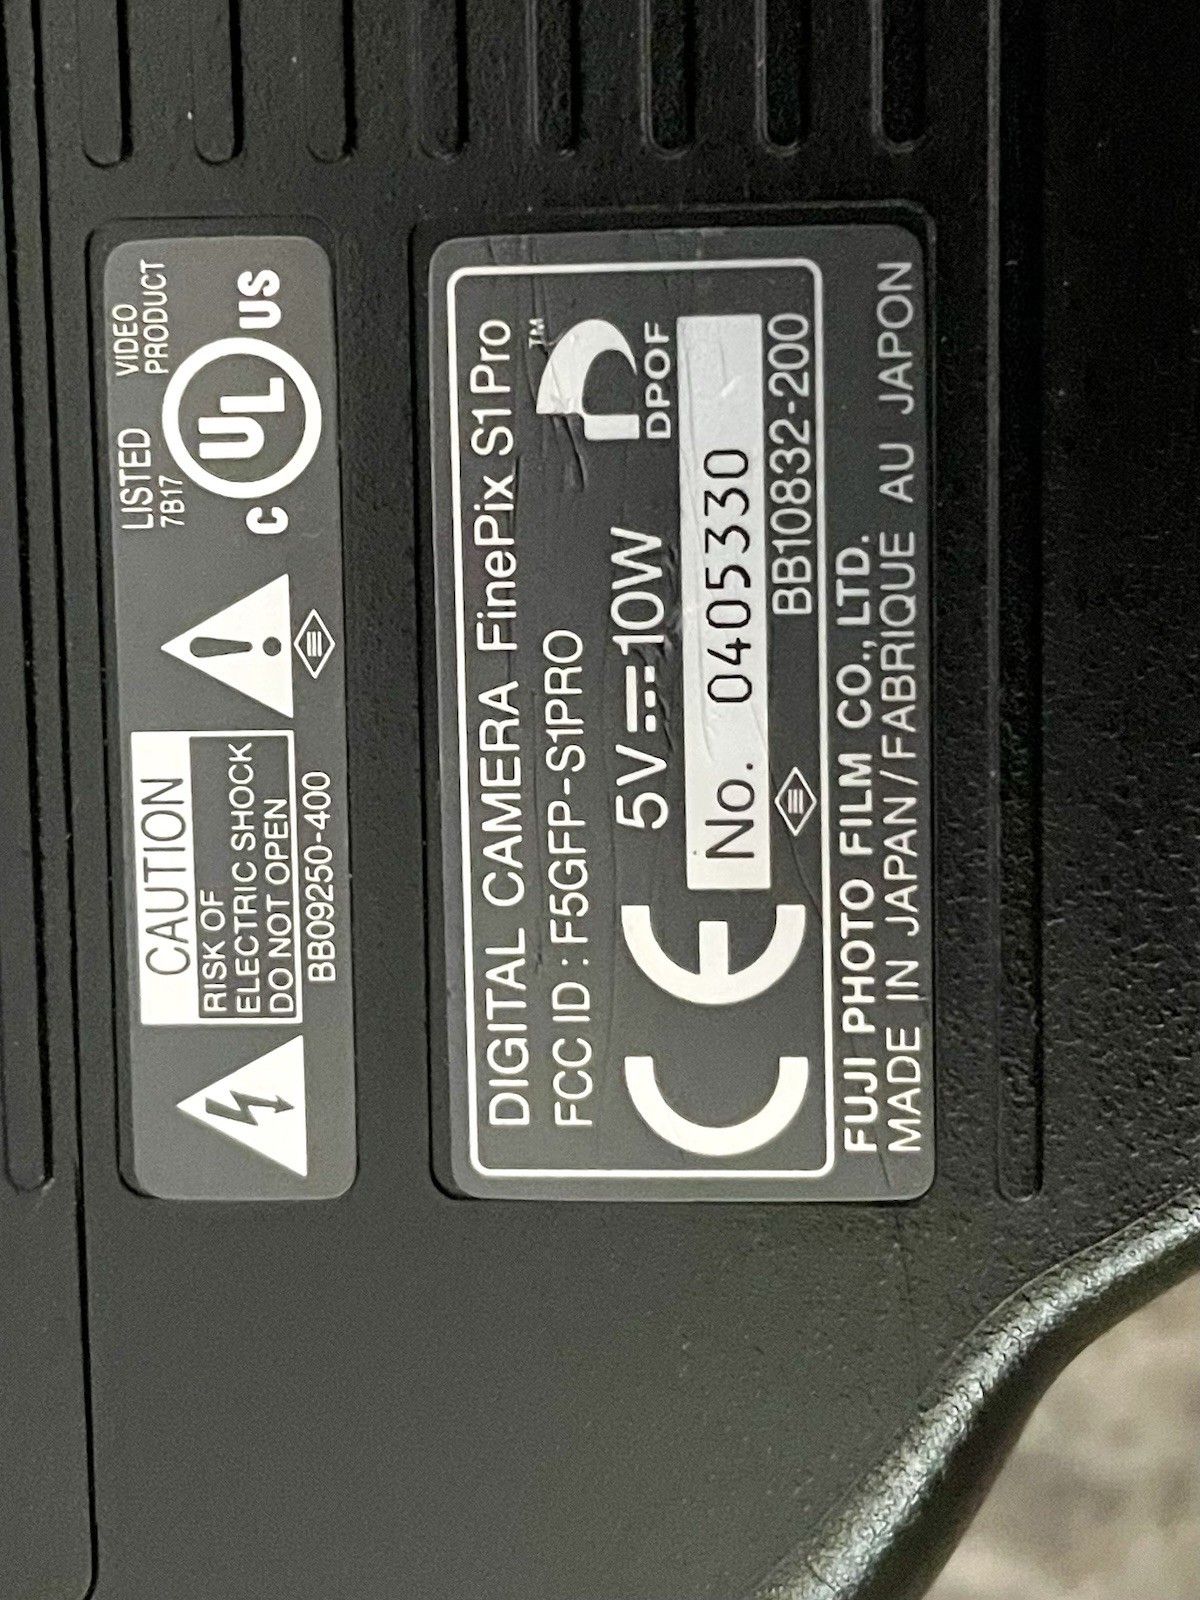 CAUTION
RISK OF
ELECTRIC SHOCK
DO NOT OPEN
BB09250-400
LISTED
7B17
VIDEO
PRODUCT
C UL US
DIGITAL CAMERA FinePix S1Pro
FCC ID : F5GFP-S1PRO
CE
5V⎓10W
TM
DPOF
No. 0405330
BB10832-200
FUJI PHOTO FILM CO., LTD.
MADE IN JAPAN/FABRIQUE AU JAPON